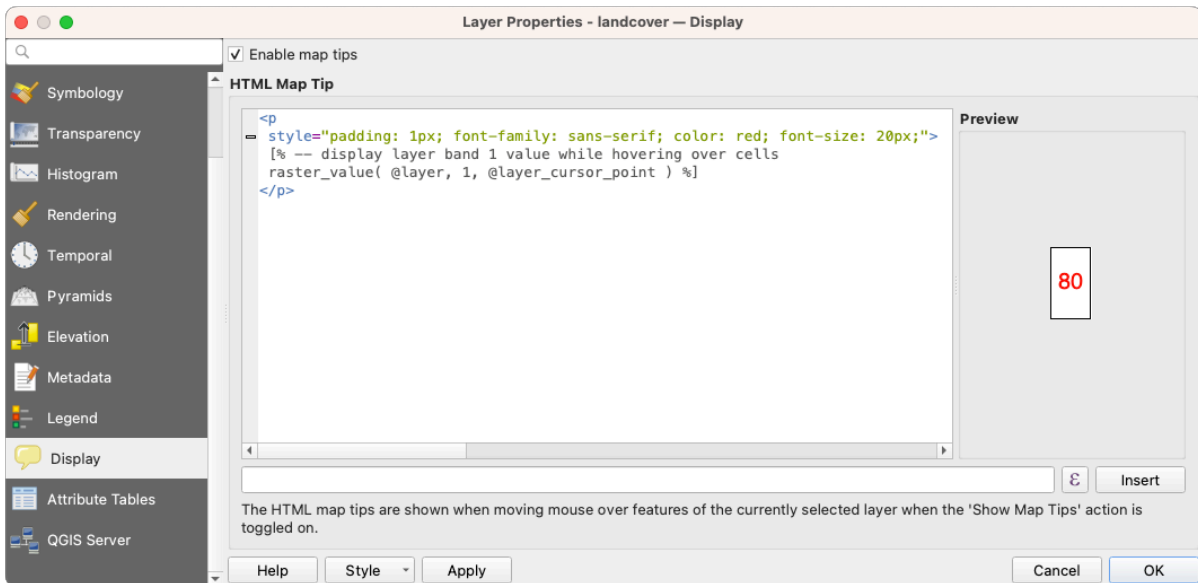 Layer Properties - landcover — Display
Symbology
Transparency
Histogram
Rendering
Temporal
Pyramids
Elevation
Metadata
Legend
Display
Attribute Tables
QGIS Server
Enable map tips
HTML Map Tip
<p
style="padding: 1px; font-family: sans-serif; color: red; font-size: 20px;">
[% -- display layer band 1 value while hovering over cells
raster_value( @layer, 1, @layer_cursor_point ) %]
</p>
Preview
80
ε Insert
The HTML map tips are shown when moving mouse over features of the currently selected layer when the 'Show Map Tips' action is
toggled on.
Help Style Apply Cancel OK